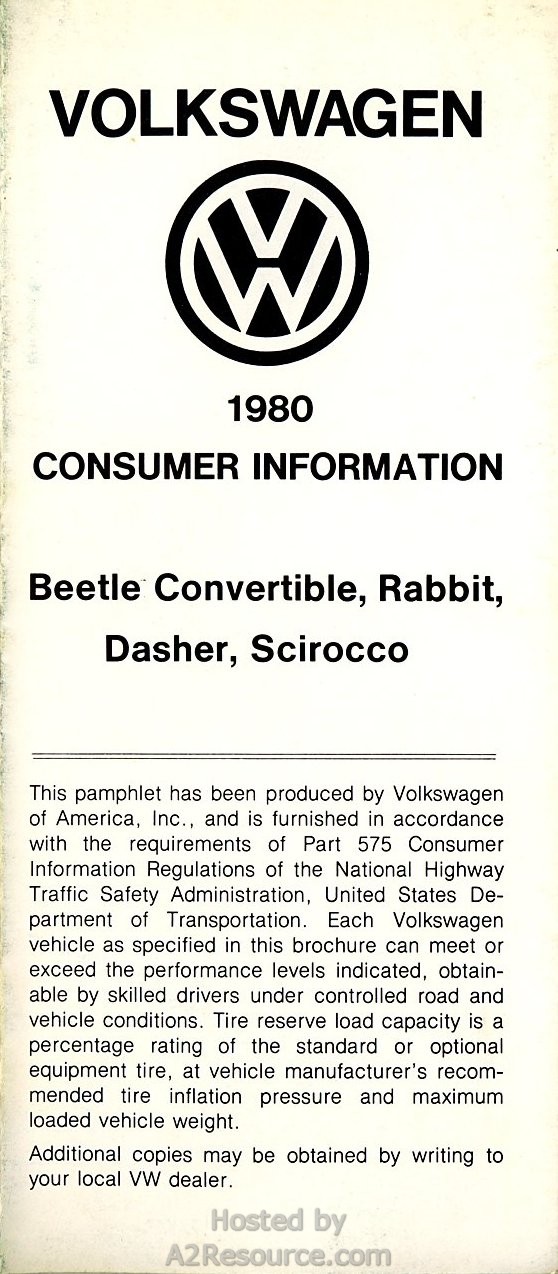 VOLKSWAGEN
1980
CONSUMER INFORMATION
Beetle Convertible, Rabbit,
Dasher, Scirocco
This pamphlet has been produced by Volkswagen
of America, Inc., and is furnished in accordance
with the requirements of Part 575 Consumer
Information Regulations of the National Highway
Traffic Safety Administration, United States De-
partment of Transportation. Each Volkswagen
vehicle as specified in this brochure can meet or
exceed the performance levels indicated, obtain-
able by skilled drivers under controlled road and
vehicle conditions. Tire reserve load capacity is a
percentage rating of the standard or optional
equipment tire, at vehicle manufacturer's recom-
mended tire inflation pressure and maximum
loaded vehicle weight.
Additional copies may be obtained by writing to
your local VW dealer.
Hosted by
A2Resource.com